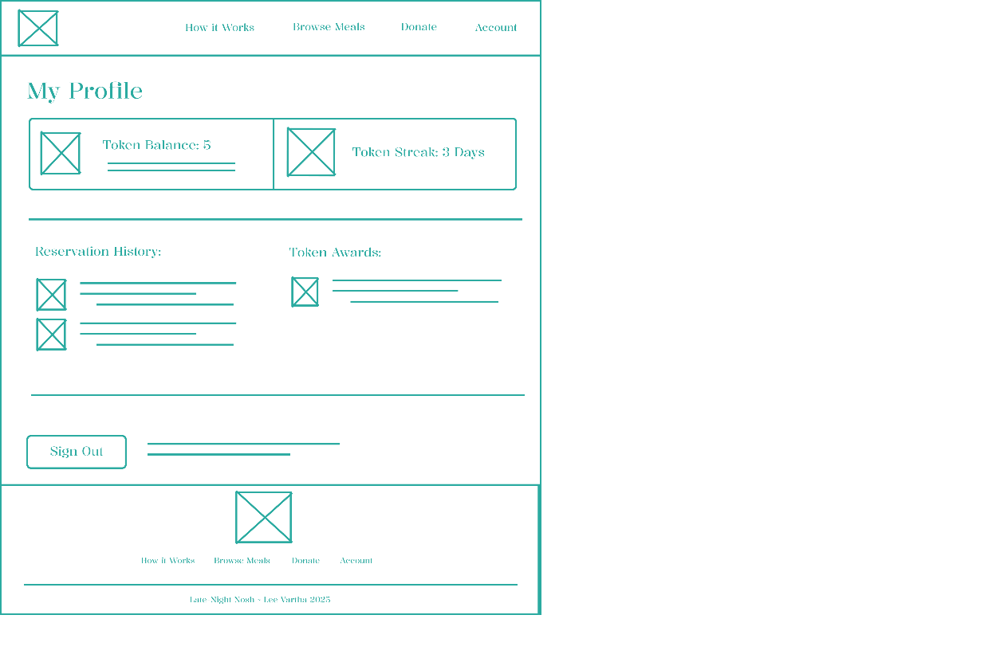 How it Works Browse Meals Donate Account
My Profile
Token Balance: 5
Token Streak: 3 Days
Reservation History:
Token Awards:
Sign Out
How it Works Browse Meals Donate Account
Late Night Nosh - Lee Vartha 2025